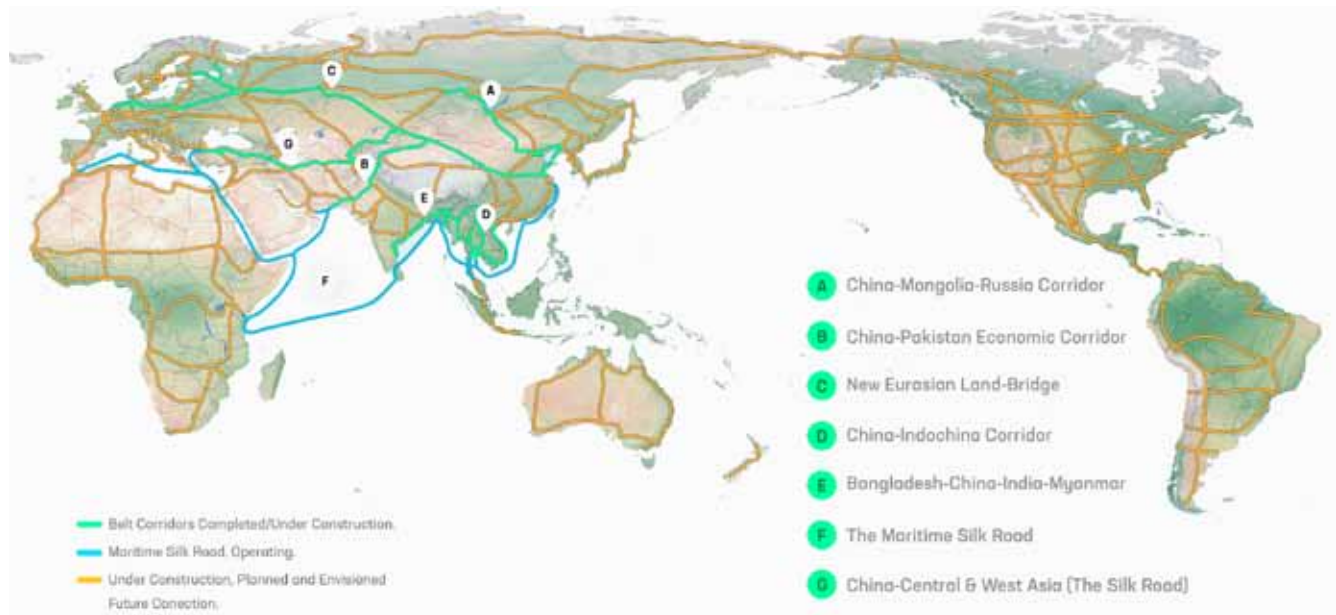 C
A
G
B
E
D
F
A China-Mongolia-Russia Corridor
B China-Pakistan Economic Corridor
C New Eurasian Land-Bridge
D China-Indochina Corridor
E Bangladesh-China-India-Myanmar
F The Maritime Silk Road
G China-Central & West Asia (The Silk Road)
Belt Corridors Completed/Under Construction.
Maritime Silk Road, Operating.
Under Construction, Planned and Envisioned
Future Conection.